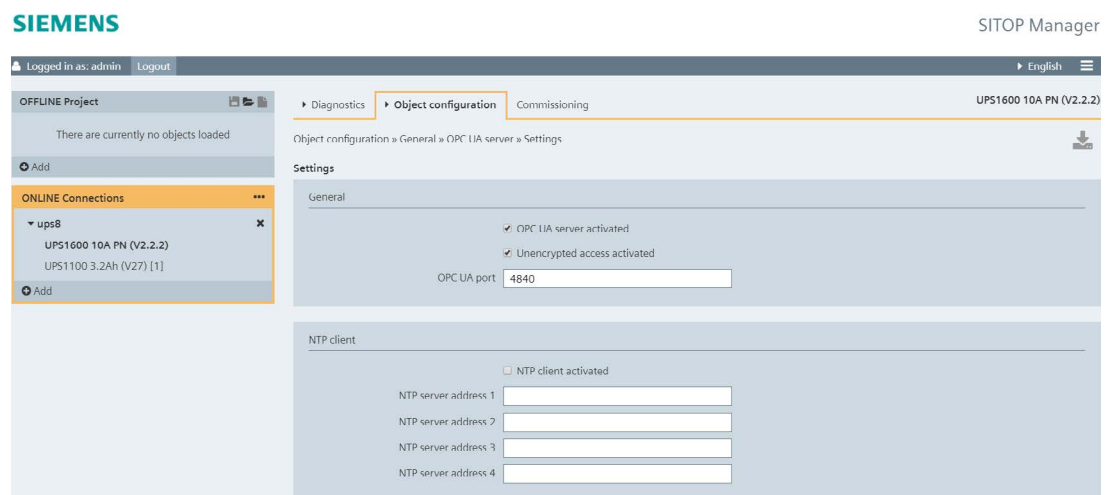 SIEMENS
SITOP Manager
Logged in as: admin Logout
English
OFFLINE Project
There are currently no objects loaded
Add
ONLINE Connections
ups8
UPS1600 10A PN (V2.2.2)
UPS1100 3.2Ah (V27) [1]
Add
Diagnostics Object configuration Commissioning
UPS1600 10A PN (V2.2.2)
Object configuration » General » OPC UA server » Settings
Settings
General
OPC UA server activated
Unencrypted access activated
OPC UA port 4840
NTP client
NTP client activated
NTP server address 1
NTP server address 2
NTP server address 3
NTP server address 4